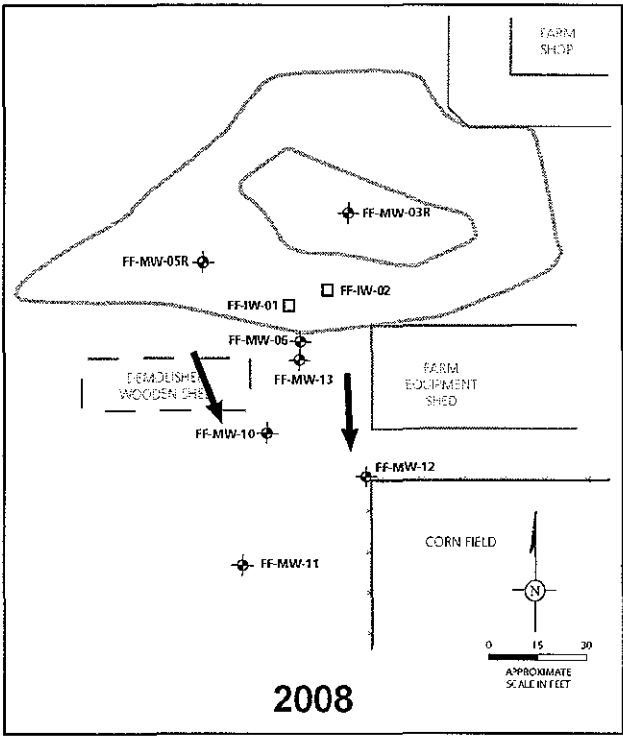 FARM
SHOP
FF-MW-03R
FF-MW-05R
FF-IW-02
FF-IW-01
FF-MW-06
FF-MW-13
DEMOLISHED
WOODEN SHED
FARM
EQUIPMENT
SHED
FF-MW-10
FF-MW-12
CORN FIELD
FF-MW-11
N
0 15 30
APPROXIMATE
SCALE IN FEET
2008